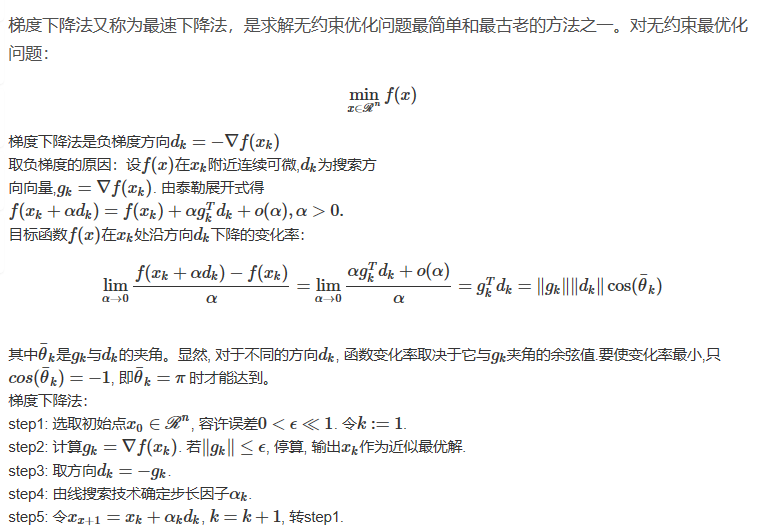 梯度下降法又称为最速下降法，是求解无约束优化问题最简单和最古老的方法之一。对无约束最优化
问题：
$$\min_{x \in \mathscr{R}^n} f(x)$$
梯度下降法是负梯度方向$d_k = -\nabla f(x_k)$
取负梯度的原因：设$f(x)$在$x_k$附近连续可微,$d_k$为搜索方
向向量,$g_k = \nabla f(x_k)$. 由泰勒展开式得
$f(x_k + \alpha d_k) = f(x_k) + \alpha g_k^T d_k + o(\alpha), \alpha > 0.$
目标函数$f(x)$在$x_k$处沿方向$d_k$下降的变化率：
$$\lim_{\alpha \to 0} \frac{f(x_k + \alpha d_k) - f(x_k)}{\alpha} = \lim_{\alpha \to 0} \frac{\alpha g_k^T d_k + o(\alpha)}{\alpha} = g_k^T d_k = \|g_k\| \|d_k\| \cos(\bar{\theta}_k)$$
其中$\bar{\theta}_k$是$g_k$与$d_k$的夹角。显然, 对于不同的方向$d_k$, 函数变化率取决于它与$g_k$夹角的余弦值.要使变化率最小,只
$cos(\bar{\theta}_k) = -1$, 即$\bar{\theta}_k = \pi$ 时才能达到。
梯度下降法：
step1: 选取初始点$x_0 \in \mathscr{R}^n$, 容许误差$0 < \epsilon \ll 1$. 令$k := 1$.
step2: 计算$g_k = \nabla f(x_k)$. 若$\|g_k\| \leq \epsilon$, 停算, 输出$x_k$作为近似最优解.
step3: 取方向$d_k = -g_k$.
step4: 由线搜索技术确定步长因子$\alpha_k$.
step5: 令$x_{x+1} = x_k + \alpha_k d_k$, $k = k + 1$, 转step1.